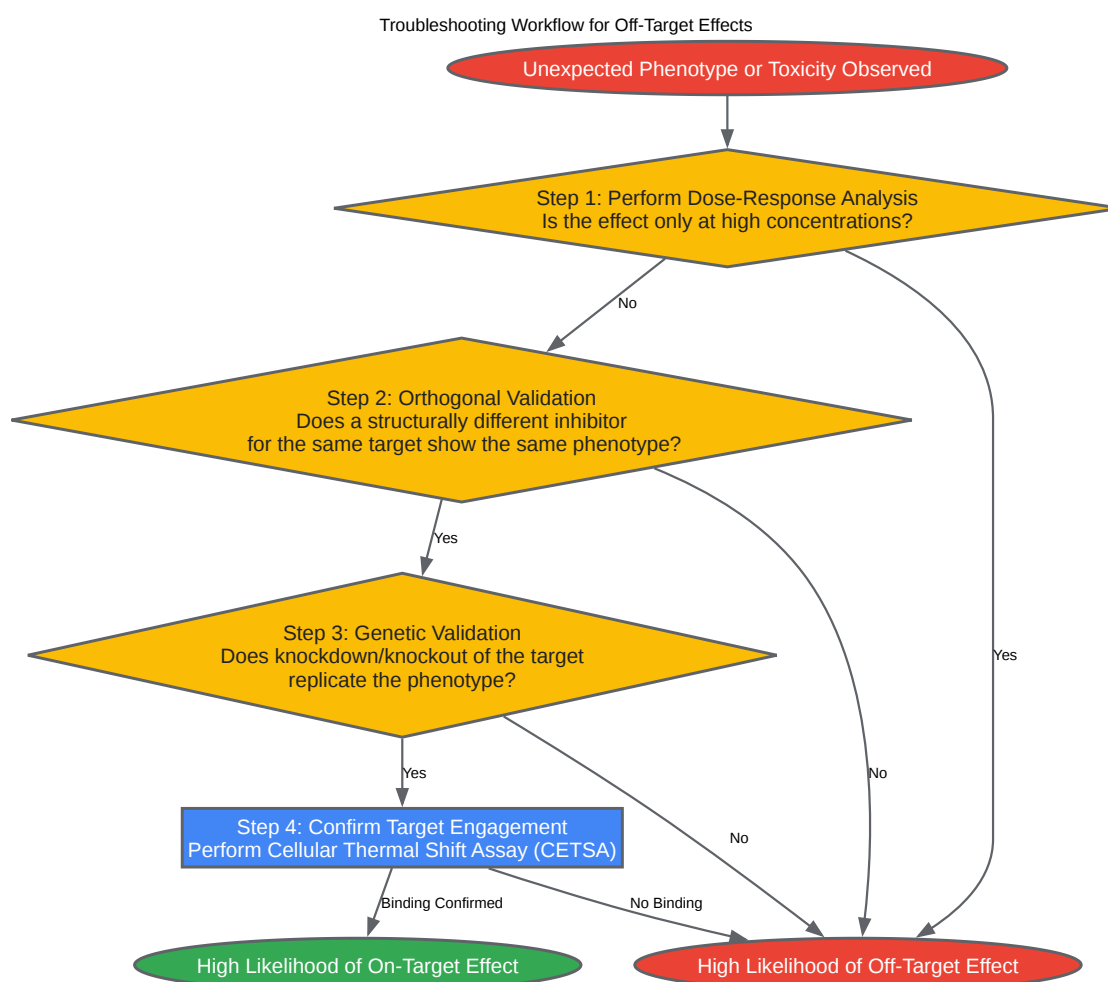 Troubleshooting Workflow for Off-Target Effects
Unexpected Phenotype or Toxicity Observed
Step 1: Perform Dose-Response Analysis
Is the effect only at high concentrations?
No
Step 2: Orthogonal Validation
Does a structurally different inhibitor
for the same target show the same phenotype?
Yes
Step 3: Genetic Validation
Does knockdown/knockout of the target
replicate the phenotype?
Yes
Yes
No
Step 4: Confirm Target Engagement
Perform Cellular Thermal Shift Assay (CETSA)
No
Binding Confirmed
No Binding
High Likelihood of On-Target Effect
High Likelihood of Off-Target Effect